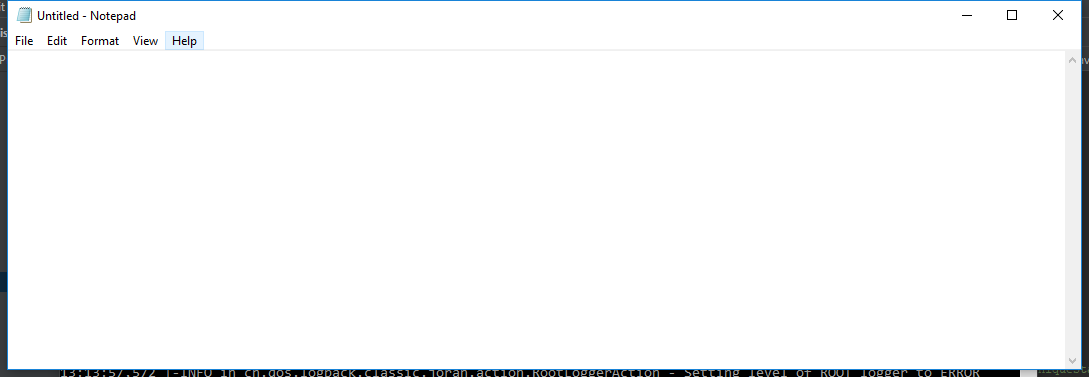 Untitled - Notepad
File Edit Format View Help
13:13:57,572 |-INFO in ch.qos.logback.classic.joran.action.RootLoggerAction - Setting level of ROOT logger to ERROR